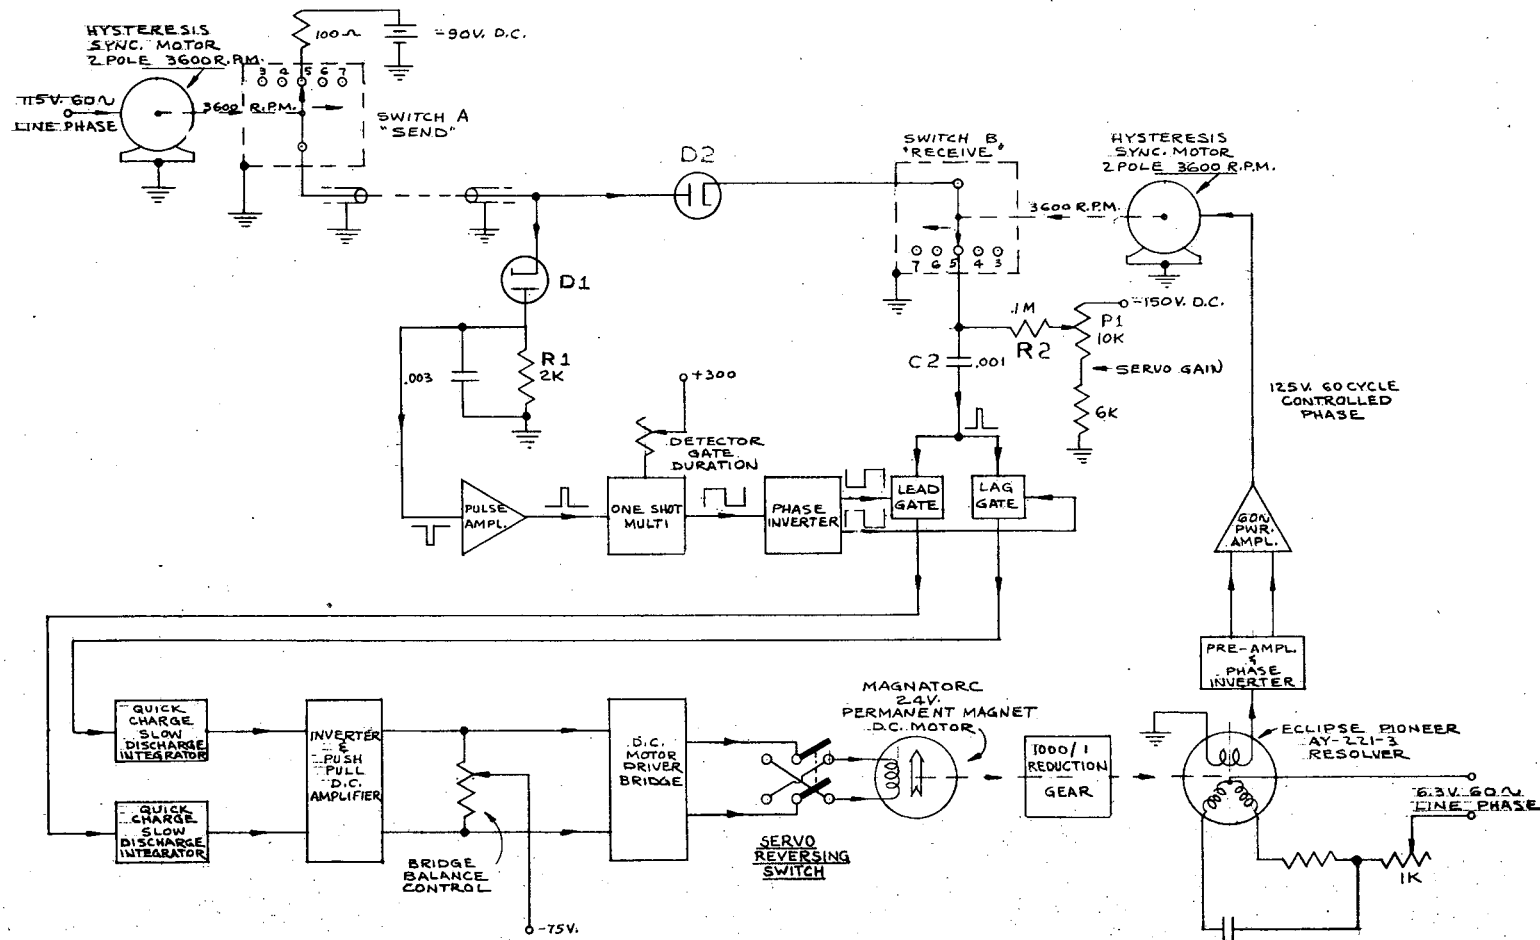 HYSTERESIS
SYNC. MOTOR
2 POLE 3600 R.P.M.
115V. 60~
LINE PHASE
3600 R.P.M.
3 4 5 6 7
100~
-90V. D.C.
SWITCH A
"SEND"
D2
SWITCH B
"RECEIVE"
7 6 5 4 3
HYSTERESIS
SYNC. MOTOR
2 POLE 3600 R.P.M.
3600 R.P.M.
D1
.003
R1
2K
+300
DETECTOR
GATE
DURATION
.1M
R2
-150V. D.C.
P1
10K
SERVO GAIN
6K
C2 .001
125V. 60 CYCLE
CONTROLLED
PHASE
PULSE
AMPL.
ONE SHOT
MULTI
PHASE
INVERTER
LEAD
GATE
LAG
GATE
60~
PWR.
AMPL.
PRE-AMPL.
&
PHASE
INVERTER
QUICK
CHARGE
SLOW
DISCHARGE
INTEGRATOR
QUICK
CHARGE
SLOW
DISCHARGE
INTEGRATOR
INVERTER
&
PUSH
PULL
D.C.
AMPLIFIER
BRIDGE
BALANCE
CONTROL
-75V.
D.C.
MOTOR
DRIVER
BRIDGE
SERVO
REVERSING
SWITCH
MAGNATORC
24V.
PERMANENT MAGNET
D.C. MOTOR
1000/1
REDUCTION
GEAR
ECLIPSE PIONEER
AY-221-3
RESOLVER
6.3V. 60~
LINE PHASE
1K